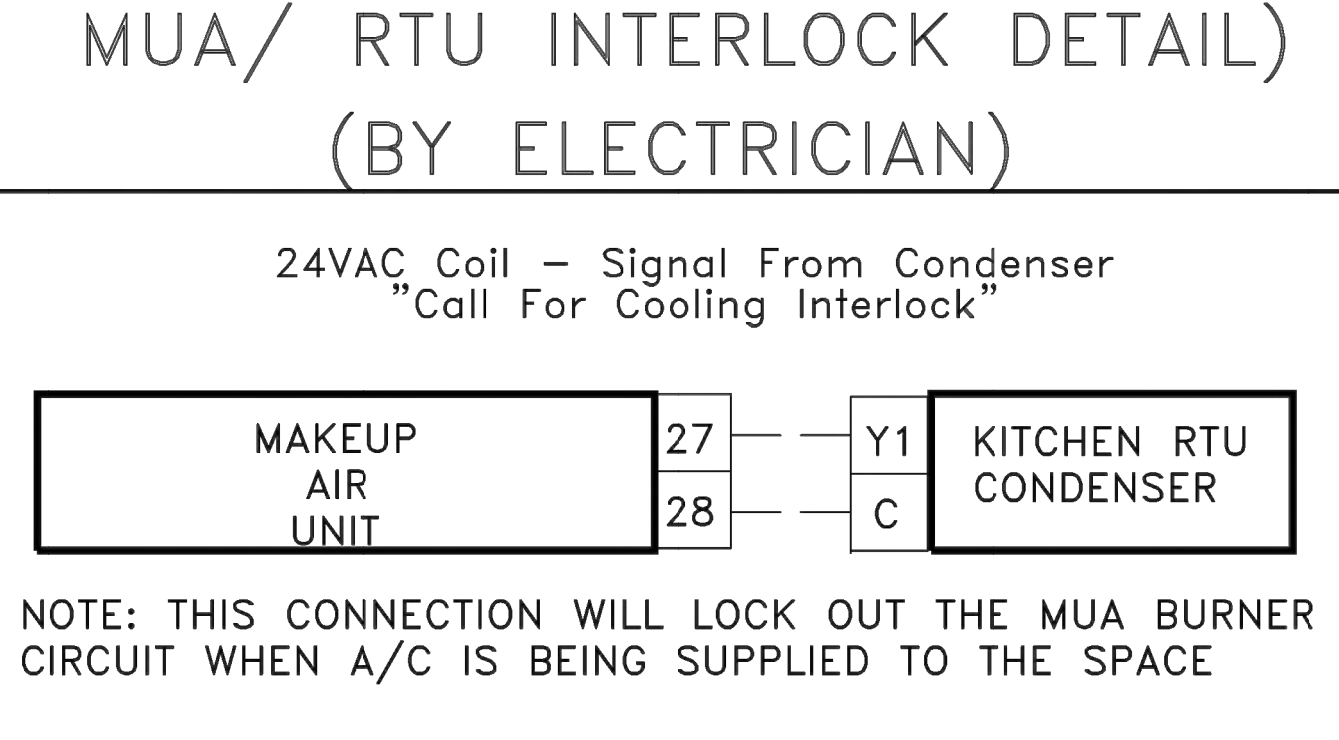 MUA/ RTU INTERLOCK DETAIL)
(BY ELECTRICIAN)
24VAC Coil – Signal From Condenser
”Call For Cooling Interlock”
MAKEUP
AIR
UNIT
27
28
Y1
C
KITCHEN RTU
CONDENSER
NOTE: THIS CONNECTION WILL LOCK OUT THE MUA BURNER
CIRCUIT WHEN A/C IS BEING SUPPLIED TO THE SPACE